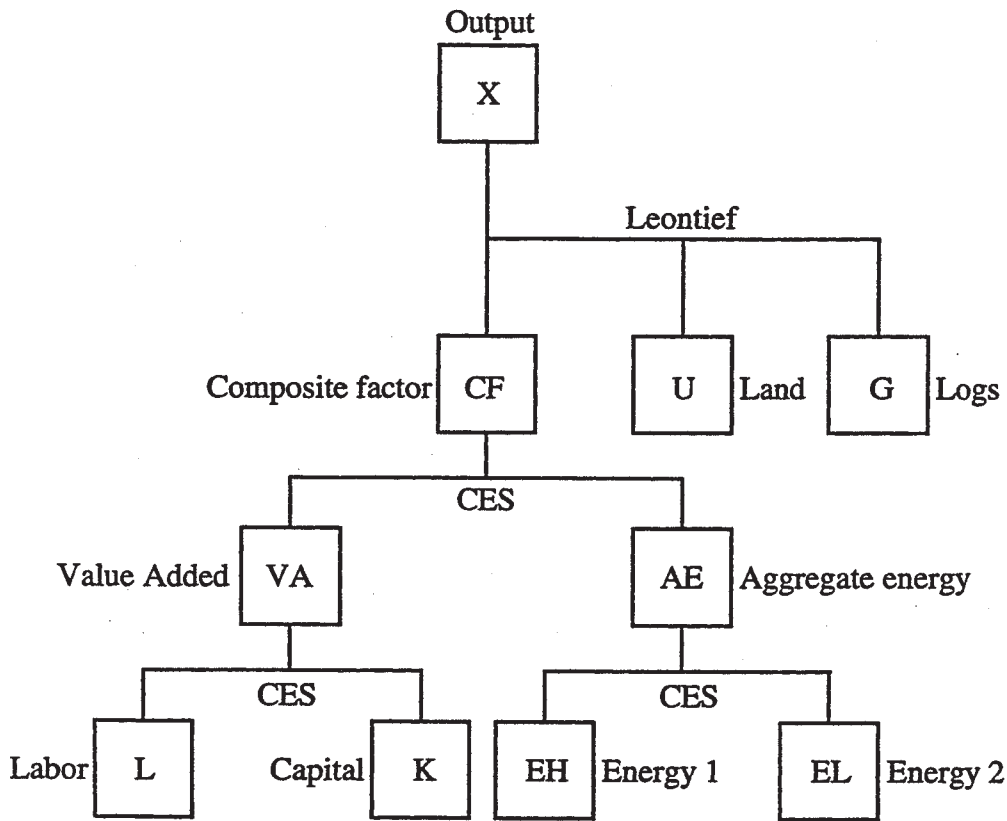 Output
X
Leontief
Composite factor CF U Land G Logs
CES
Value Added VA AE Aggregate energy
CES CES
Labor L Capital K EH Energy 1 EL Energy 2